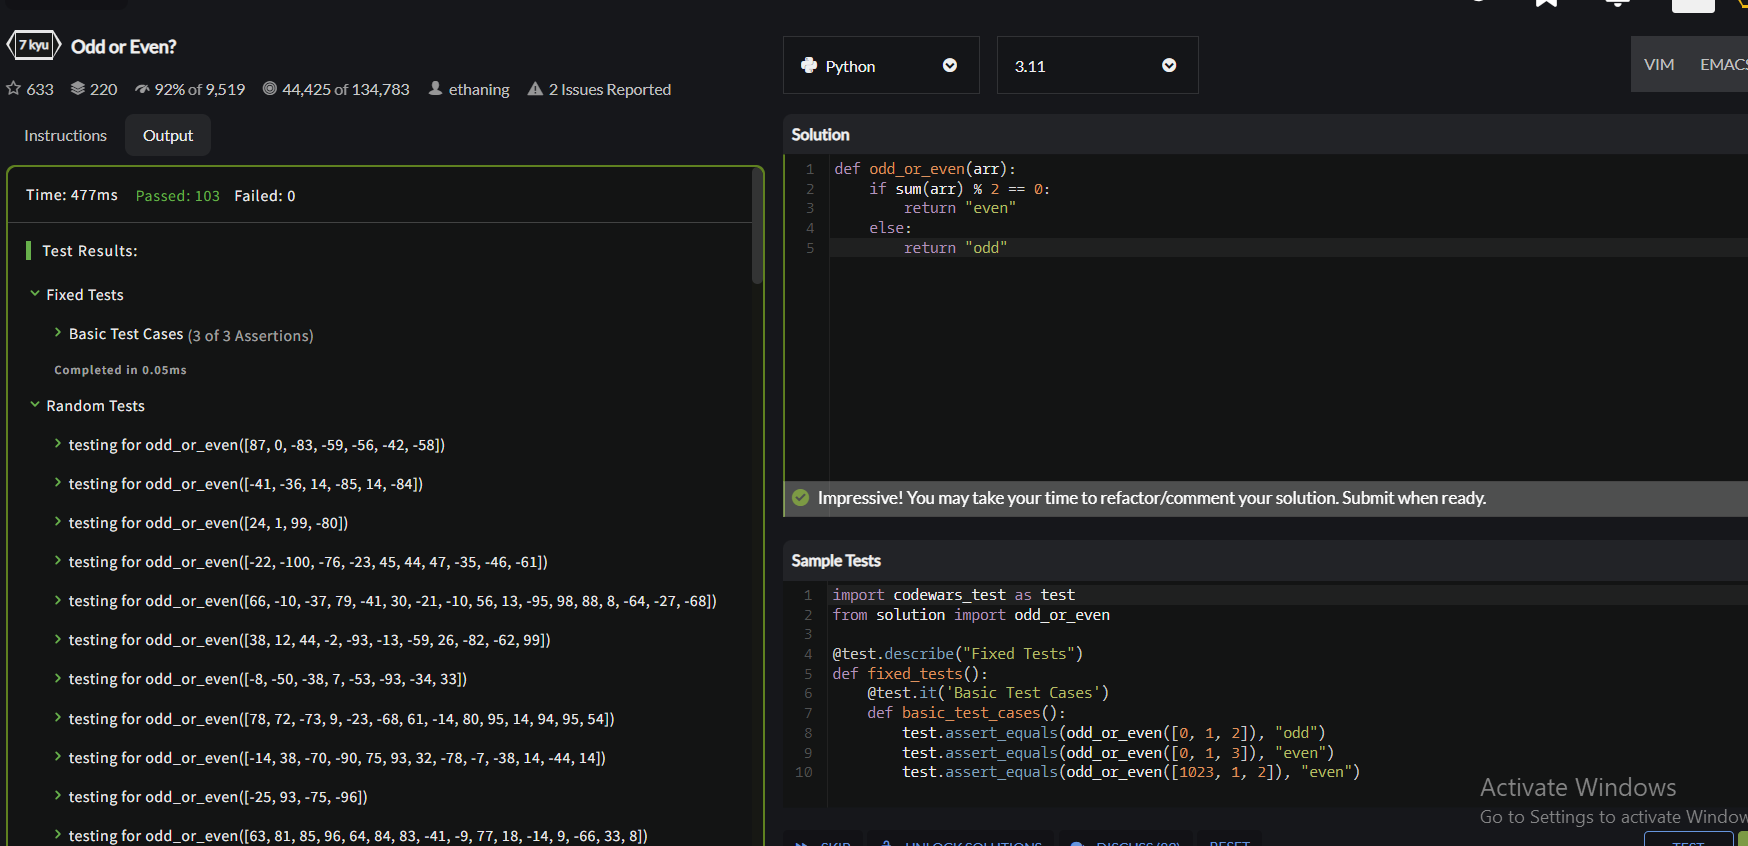 7 kyu Odd or Even?
633 220 92% of 9,519 44,425 of 134,783 ethaning 2 Issues Reported
Instructions Output
Time: 477ms Passed: 103 Failed: 0
Test Results:
Fixed Tests
Basic Test Cases (3 of 3 Assertions)
Completed in 0.05ms
Random Tests
testing for odd_or_even([87, 0, -83, -59, -56, -42, -58])
testing for odd_or_even([-41, -36, 14, -85, 14, -84])
testing for odd_or_even([24, 1, 99, -80])
testing for odd_or_even([-22, -100, -76, -23, 45, 44, 47, -35, -46, -61])
testing for odd_or_even([66, -10, -37, 79, -41, 30, -21, -10, 56, 13, -95, 98, 88, 8, -64, -27, -68])
testing for odd_or_even([38, 12, 44, -2, -93, -13, -59, 26, -82, -62, 99])
testing for odd_or_even([-8, -50, -38, 7, -53, -93, -34, 33])
testing for odd_or_even([78, 72, -73, 9, -23, -68, 61, -14, 80, 95, 14, 94, 95, 54])
testing for odd_or_even([-14, 38, -70, -90, 75, 93, 32, -78, -7, -38, 14, -44, 14])
testing for odd_or_even([-25, 93, -75, -96])
testing for odd_or_even([63, 81, 85, 96, 64, 84, 83, -41, -9, 77, 18, -14, 9, -66, 33, 8])
Python 3.11 VIM EMACS
Solution
1 def odd_or_even(arr):
2 if sum(arr) % 2 == 0:
3 return "even"
4 else:
5 return "odd"
Impressive! You may take your time to refactor/comment your solution. Submit when ready.
Sample Tests
1 import codewars_test as test
2 from solution import odd_or_even
3
4 @test.describe("Fixed Tests")
5 def fixed_tests():
6 @test.it('Basic Test Cases')
7 def basic_test_cases():
8 test.assert_equals(odd_or_even([0, 1, 2]), "odd")
9 test.assert_equals(odd_or_even([0, 1, 3]), "even")
10 test.assert_equals(odd_or_even([1023, 1, 2]), "even")
Activate Windows
Go to Settings to activate Window
SKIP UNLOCK SOLUTIONS RESET TEST